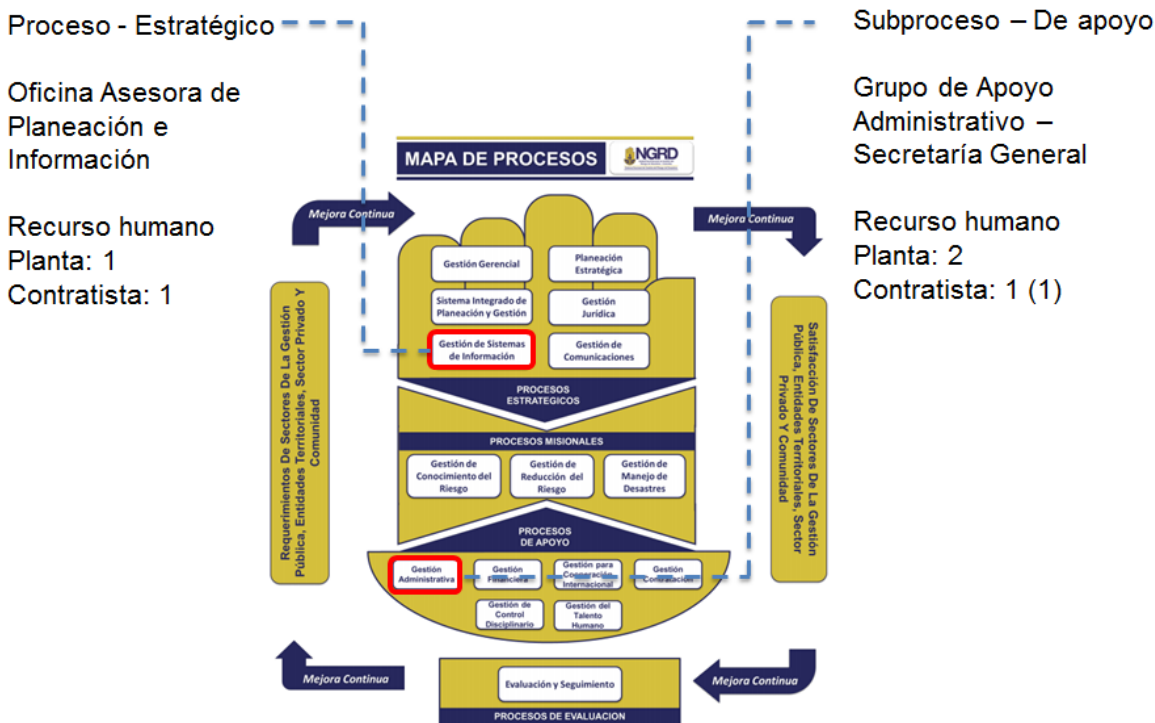 Proceso - Estratégico
Oficina Asesora de
Planeación e
Información
Recurso humano
Planta: 1
Contratista: 1
Subproceso – De apoyo
Grupo de Apoyo
Administrativo –
Secretaría General
Recurso humano
Planta: 2
Contratista: 1 (1)
MAPA DE PROCESOS
NGRD
Mejora Continua
Mejora Continua
Requerimientos De Sectores De La Gestión
Pública, Entidades Territoriales, Sector Privado Y
Comunidad
Gestión Gerencial
Planeación
Estratégica
Sistema Integrado de
Planeación y Gestión
Gestión
Jurídica
Gestión de Sistemas
de Información
Gestión de
Comunicaciones
PROCESOS
ESTRATEGICOS
PROCESOS MISIONALES
Gestión de
Conocimiento del
Riesgo
Gestión de
Reducción del
Riesgo
Gestión de
Manejo de
Desastres
PROCESOS
DE APOYO
Gestión
Administrativa
Gestión
Financiera
Gestión para
Cooperación
Internacional
Gestión
Contratación
Gestión de
Control
Disciplinario
Gestión del
Talento
Humano
Satisfacción De Sectores De La Gestión
Pública, Entidades Territoriales, Sector
Privado Y Comunidad
Mejora Continua
Evaluación y Seguimiento
Mejora Continua
PROCESOS DE EVALUACION